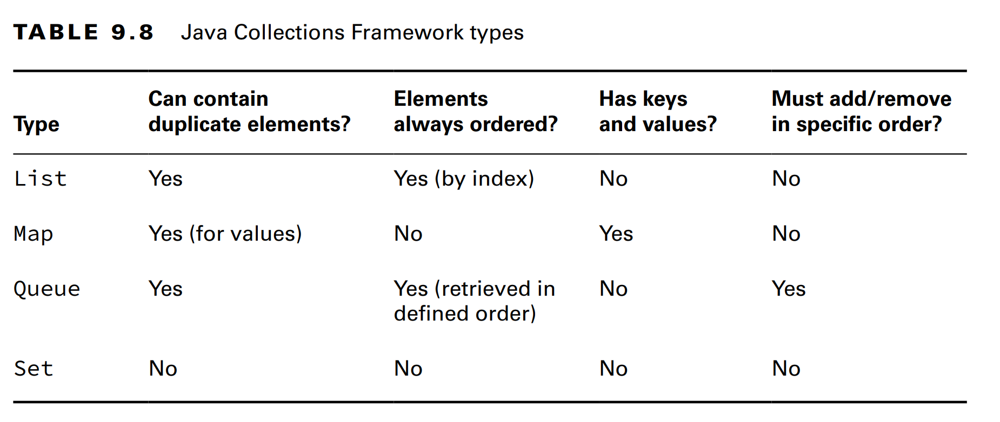 TABLE 9.8 Java Collections Framework types
Type Can contain duplicate elements? Elements always ordered? Has keys and values? Must add/remove in specific order?
List Yes Yes (by index) No No
Map Yes (for values) No Yes No
Queue Yes Yes (retrieved in defined order) No Yes
Set No No No No